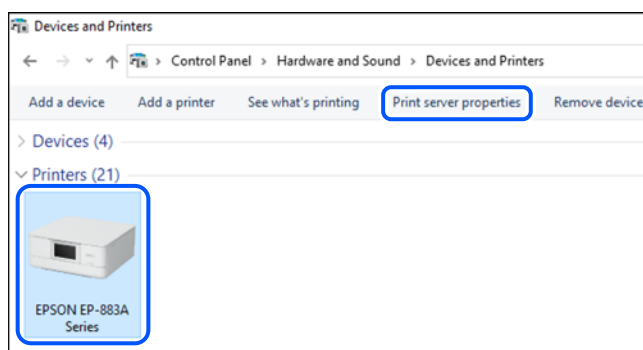 Devices and Printers
Control Panel > Hardware and Sound > Devices and Printers
Add a device Add a printer See what's printing Print server properties Remove device
Devices (4)
Printers (21)
EPSON EP-883A
Series